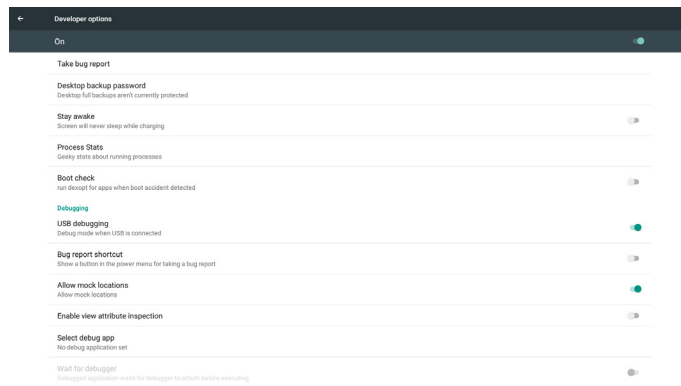 Developer options
On
Take bug report
Desktop backup password
Desktop full backups aren't currently protected
Stay awake
Screen will never sleep while charging
Process Stats
Geeky stats about running processes
Boot check
run dexopt for apps when boot accident detected
Debugging
USB debugging
Debug mode when USB is connected
Bug report shortcut
Show a button in the power menu for taking a bug report
Allow mock locations
Allow mock locations
Enable view attribute inspection
Select debug app
No debug application set
Wait for debugger
Debugged application waits for debugger to attach before executing